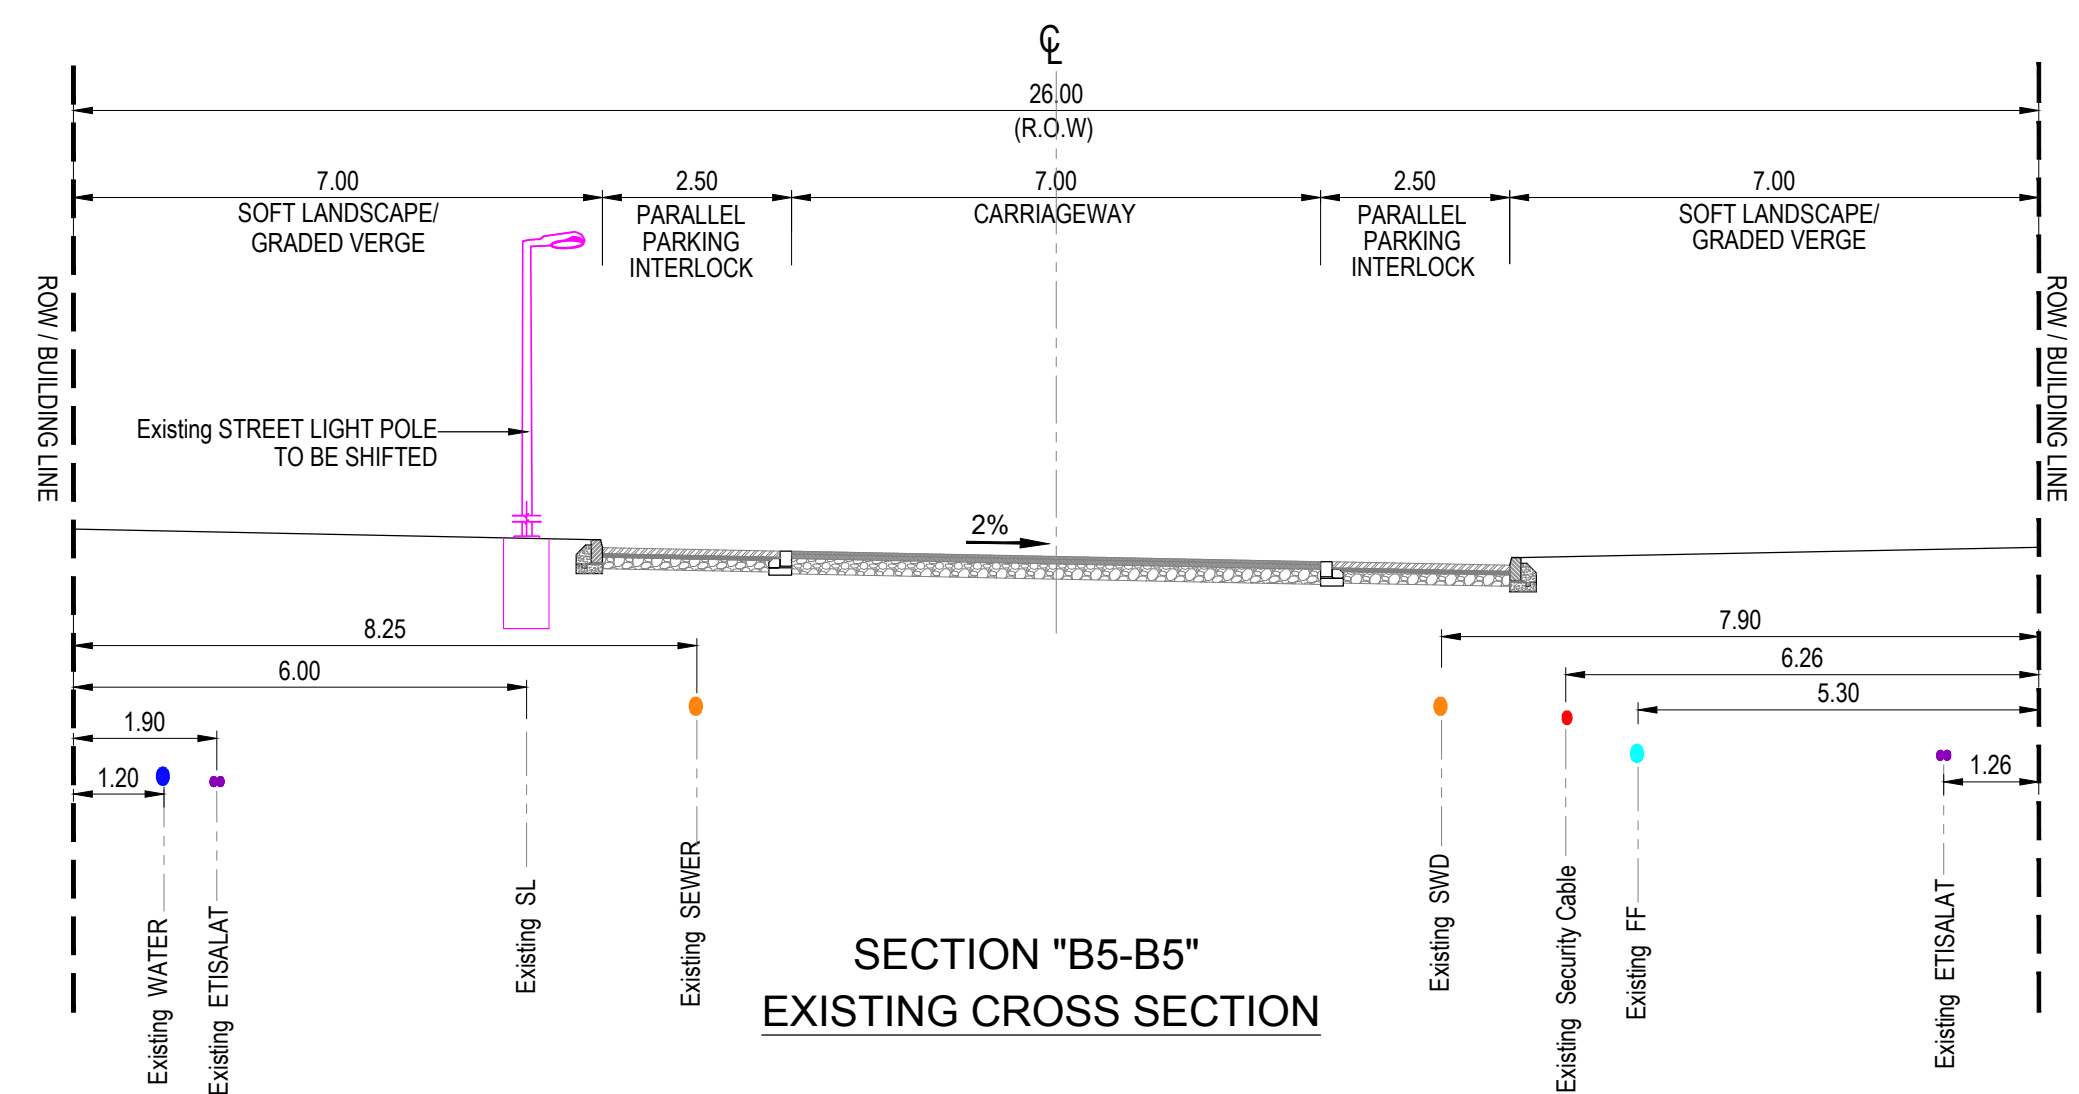 ℄
26.00
(R.O.W)
7.00
SOFT LANDSCAPE/
GRADED VERGE
2.50
PARALLEL
PARKING
INTERLOCK
7.00
CARRIAGEWAY
2.50
PARALLEL
PARKING
INTERLOCK
7.00
SOFT LANDSCAPE/
GRADED VERGE
ROW / BUILDING LINE
ROW / BUILDING LINE
Existing STREET LIGHT POLE
TO BE SHIFTED
2%
8.25
6.00
1.90
1.20
7.90
6.26
5.30
1.26
Existing WATER
Existing ETISALAT
Existing SL
Existing SEWER
Existing SWD
Existing Security Cable
Existing FF
Existing ETISALAT
SECTION "B5-B5"
EXISTING CROSS SECTION